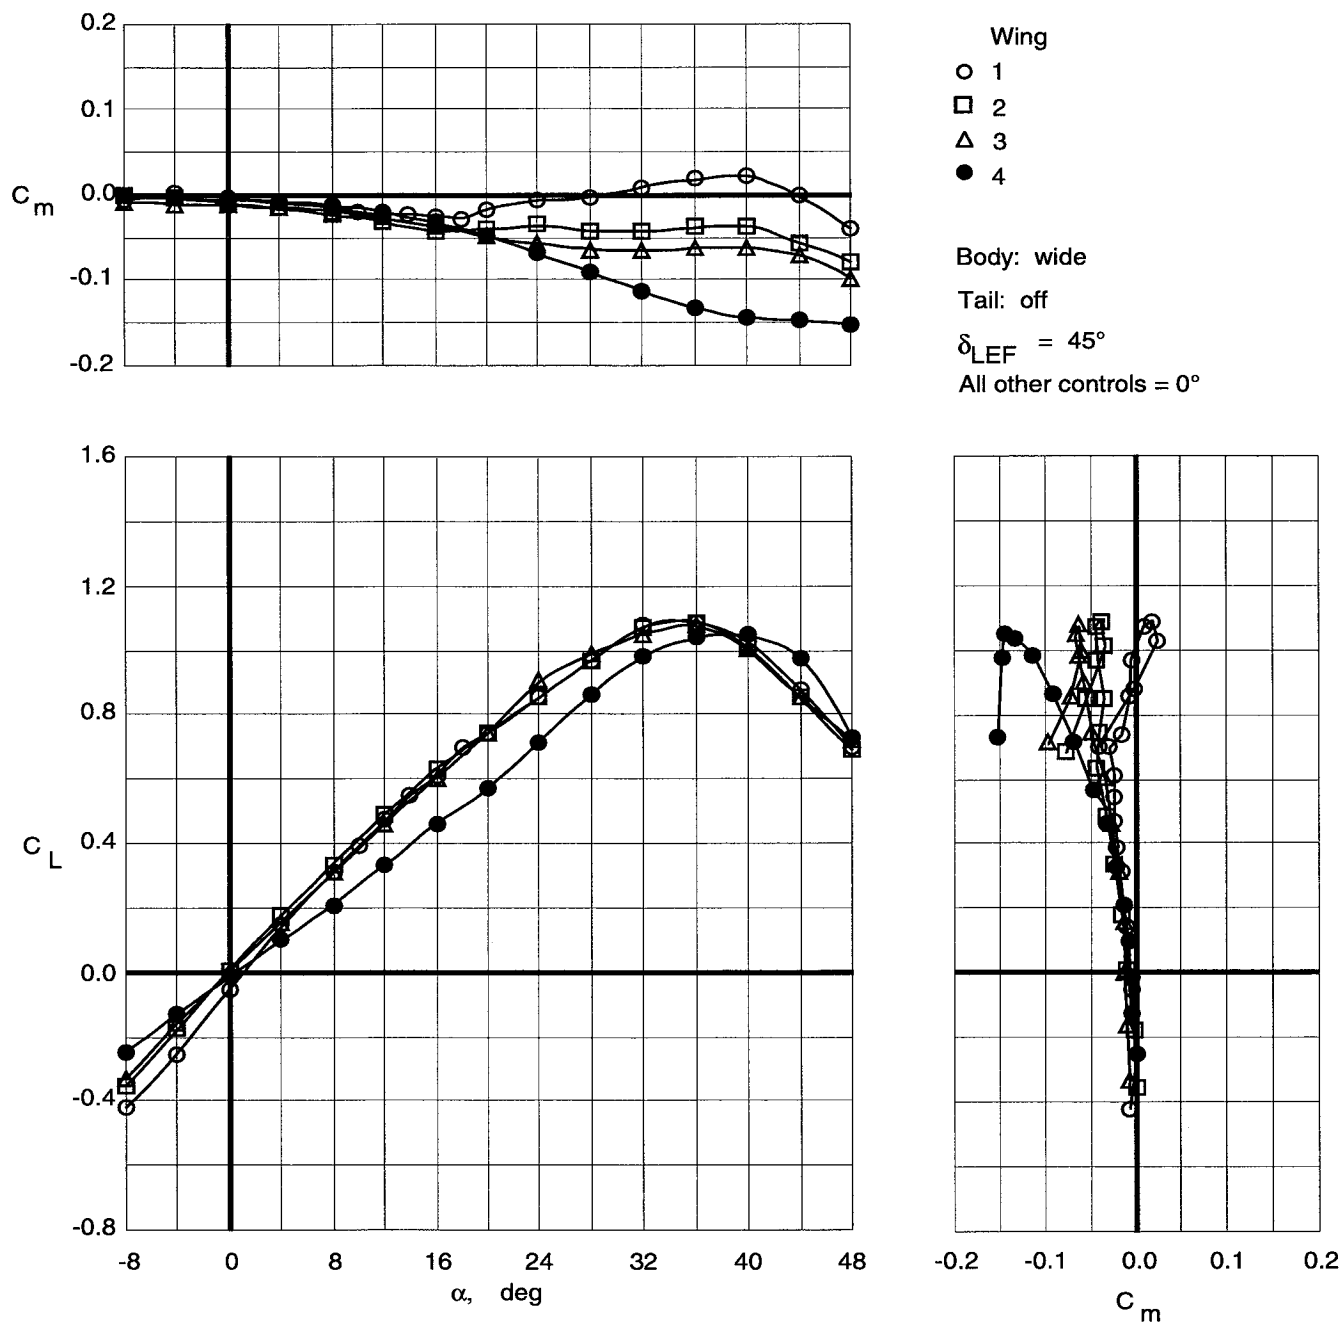 0.2
0.1
C m
0.0
-0.1
-0.2
Wing
1
2
3
4
Body: wide
Tail: off
δLEF = 45°
All other controls = 0°
1.6
1.2
0.8
0.4
C L
0.0
-0.4
-0.8
-8 0 8 16 24 32 40 48
α, deg
-0.2 -0.1 0.0 0.1 0.2
C m